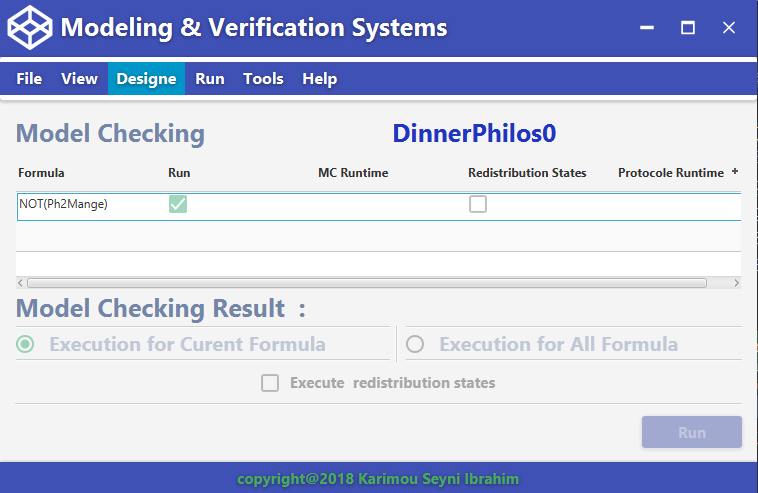 Modeling & Verification Systems
File View Designe Run Tools Help
Model Checking DinnerPhilos0
Formula Run MC Runtime Redistribution States Protocole Runtime +
NOT(Ph2Mange)
Model Checking Result :
Execution for Curent Formula Execution for All Formula
Execute redistribution states
Run
copyright@2018 Karimou Seyni Ibrahim